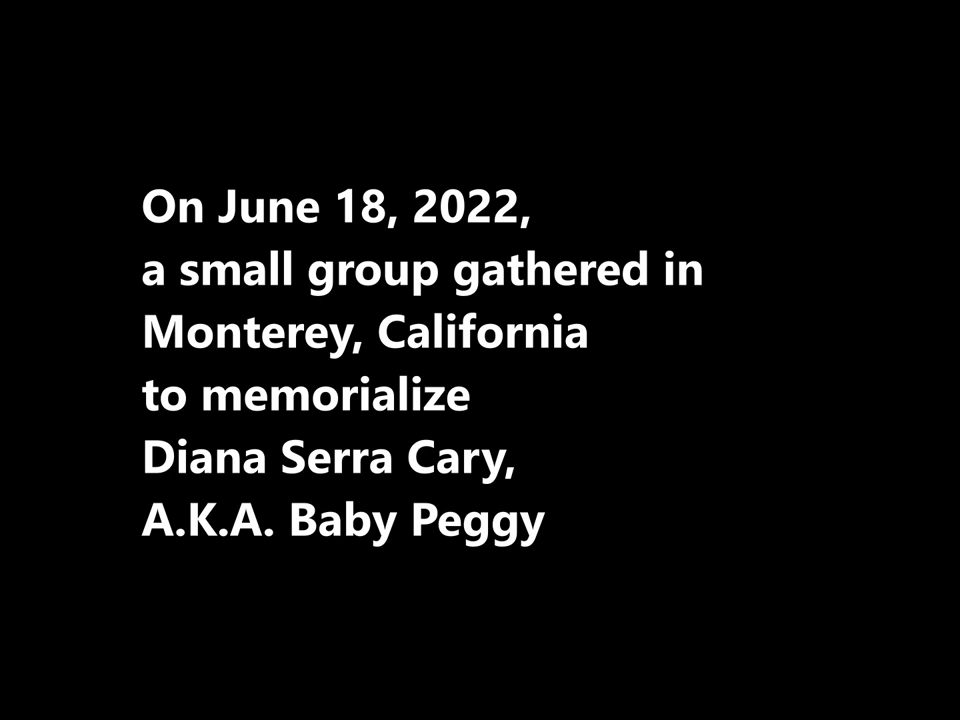 On June 18, 2022,
a small group gathered in
Monterey, California
to memorialize
Diana Serra Cary,
A.K.A. Baby Peggy